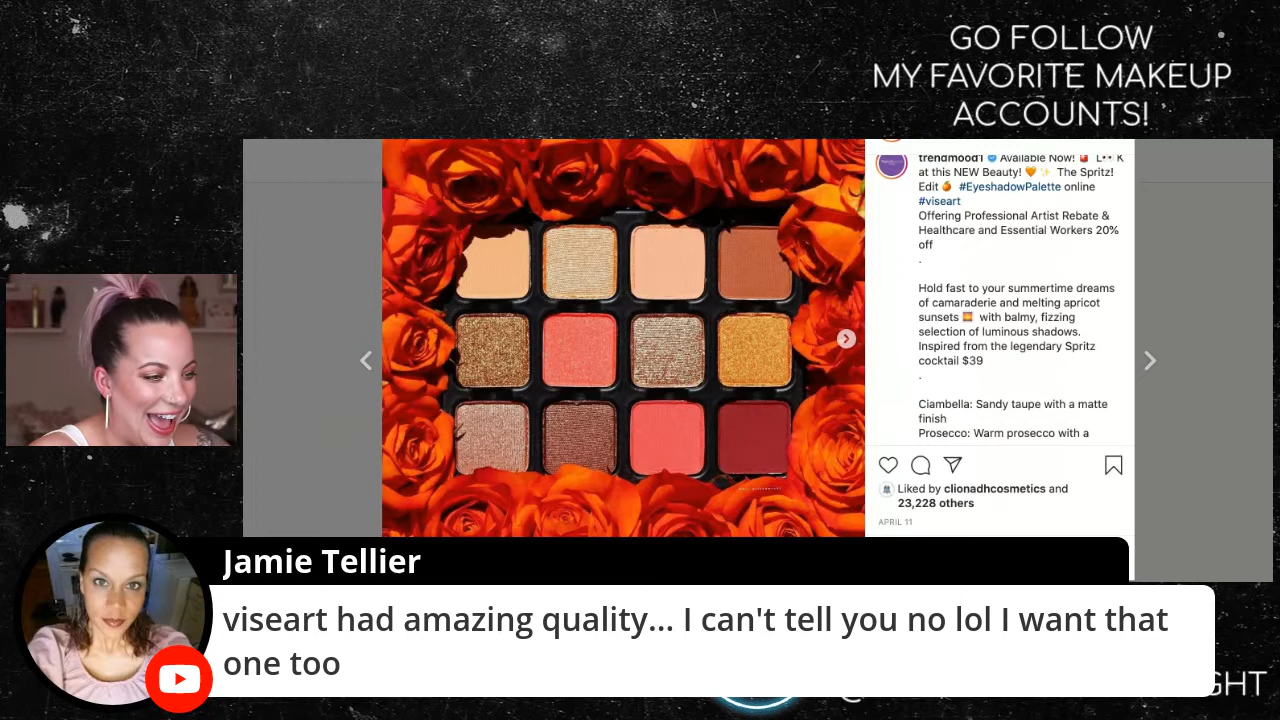 GO FOLLOW
MY FAVORITE MAKEUP
ACCOUNTS!
trendmood1 Available Now! L👀K
at this NEW Beauty! 🧡 ✨ The Spritz!
Edit 🍊 #EyeshadowPalette online
#viseart
Offering Professional Artist Rebate &
Healthcare and Essential Workers 20%
off
.
Hold fast to your summertime dreams
of camaraderie and melting apricot
sunsets 🌇 with balmy, fizzing
selection of luminous shadows.
Inspired from the legendary Spritz
cocktail $39
.
Ciambella: Sandy taupe with a matte
finish
Prosecco: Warm prosecco with a
Liked by clionadhcosmetics and
23,228 others
APRIL 11
Jamie Tellier
viseart had amazing quality... I can't tell you no lol I want that
one too